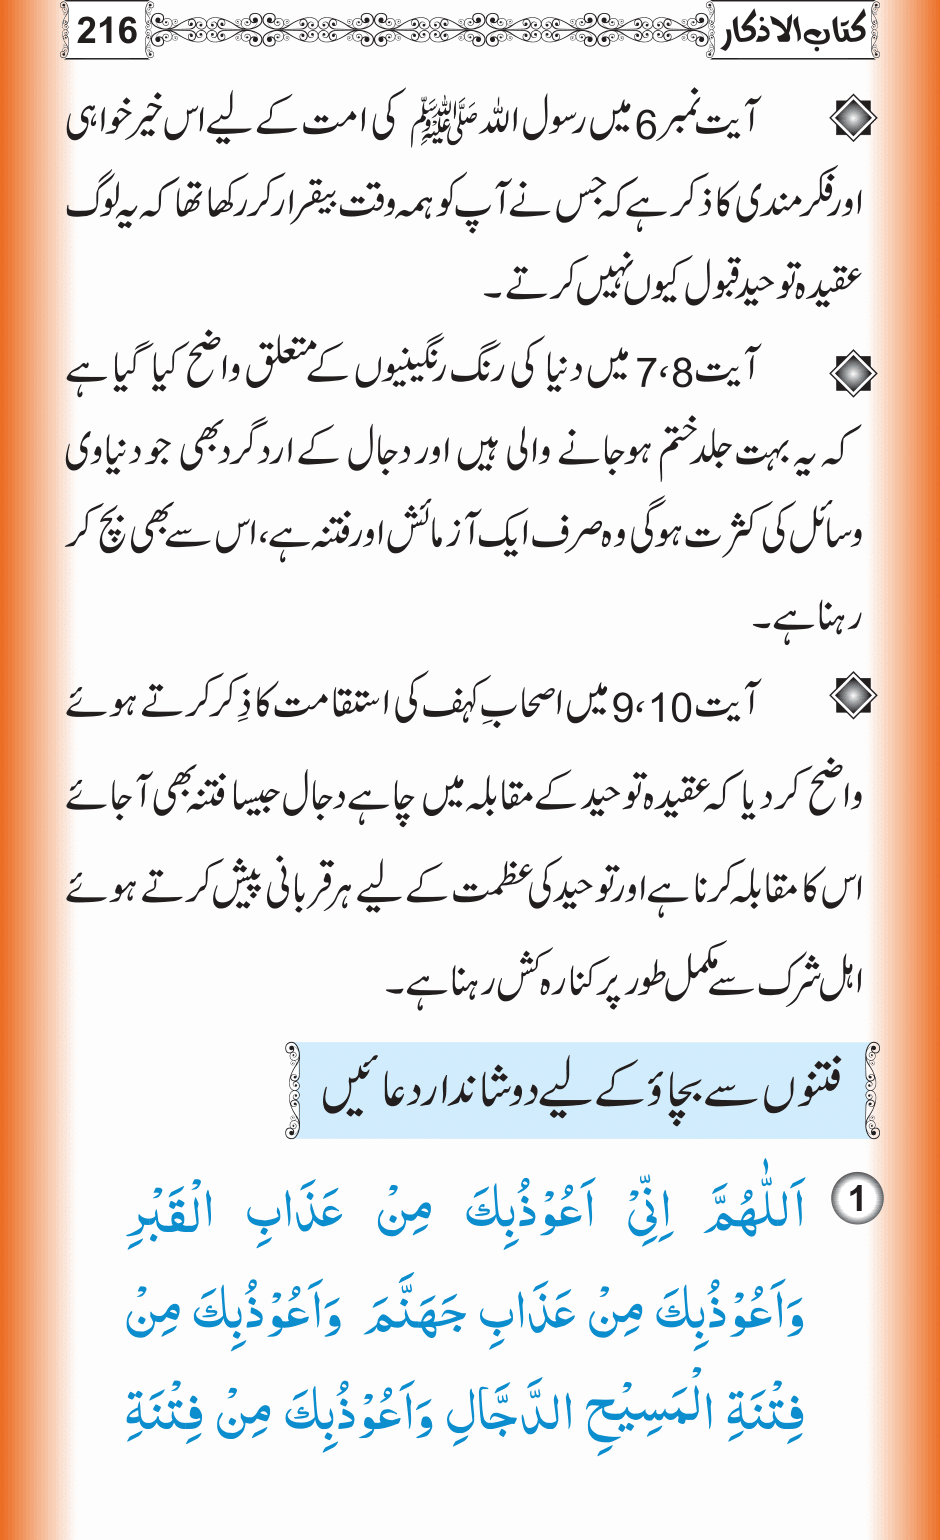 کتاب الاذکار
216
آیت نمبر 6 میں رسول اللہ ﷺ کی امت کے لیے اس خیر خواہی
اور فکر مندی کا ذکر ہے کہ جس نے آپ کو ہمہ وقت بیقرار کر رکھا تھا کہ یہ لوگ
عقیدہ توحید قبول کیوں نہیں کرتے۔
آیت 7،8 میں دنیا کی رنگ رنگینیوں کے متعلق واضح کیا گیا ہے
کہ یہ بہت جلد ختم ہوجانے والی ہیں اور دجال کے اردگرد بھی جو دنیاوی
وسائل کی کثرت ہوگی وہ صرف ایک آزمائش اور فتنہ ہے، اس سے بھی بچ کر
رہنا ہے۔
آیت 9،10 میں اصحابِ کہف کی استقامت کا ذِکر کرتے ہوئے
واضح کردیا کہ عقیدہ توحید کے مقابلہ میں چاہے دجال جیسا فتنہ بھی آجائے
اس کا مقابلہ کرنا ہے اور توحید کی عظمت کے لیے ہر قربانی پیش کرتے ہوئے
اہل شرک سے مکمل طور پر کنارہ کش رہنا ہے۔
فتنوں سے بچاؤ کے لیے دو شاندار دعائیں
1 اَللّٰهُمَّ اِنِّيْ اَعُوْذُبِكَ مِنْ عَذَابِ الْقَبْرِ
وَاَعُوْذُبِكَ مِنْ عَذَابِ جَهَنَّمَ وَاَعُوْذُبِكَ مِنْ
فِتْنَةِ الْمَسِيْحِ الدَّجَّالِ وَاَعُوْذُبِكَ مِنْ فِتْنَةِ